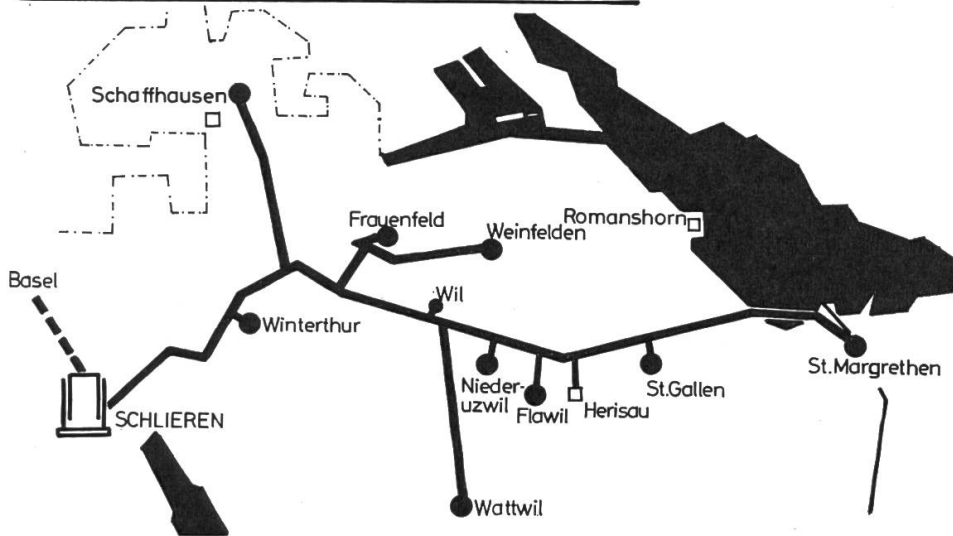 Schaffhausen
Frauenfeld
Romanshorn
Weinfelden
Basel
Wil
Winterthur
St.Margrethen
Nieder-
uzwil
St.Gallen
Flawil
Herisau
SCHLIEREN
Wattwil